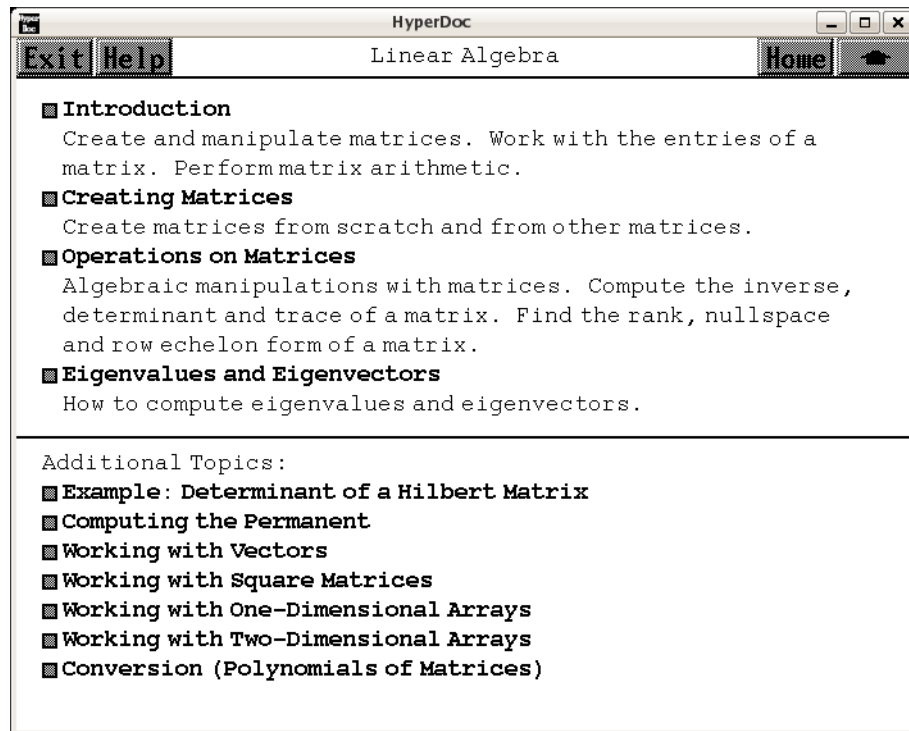 Hyper
Doc
HyperDoc
Exit Help Linear Algebra Home
Introduction
Create and manipulate matrices. Work with the entries of a
matrix. Perform matrix arithmetic.
Creating Matrices
Create matrices from scratch and from other matrices.
Operations on Matrices
Algebraic manipulations with matrices. Compute the inverse,
determinant and trace of a matrix. Find the rank, nullspace
and row echelon form of a matrix.
Eigenvalues and Eigenvectors
How to compute eigenvalues and eigenvectors.
Additional Topics:
Example: Determinant of a Hilbert Matrix
Computing the Permanent
Working with Vectors
Working with Square Matrices
Working with One-Dimensional Arrays
Working with Two-Dimensional Arrays
Conversion (Polynomials of Matrices)